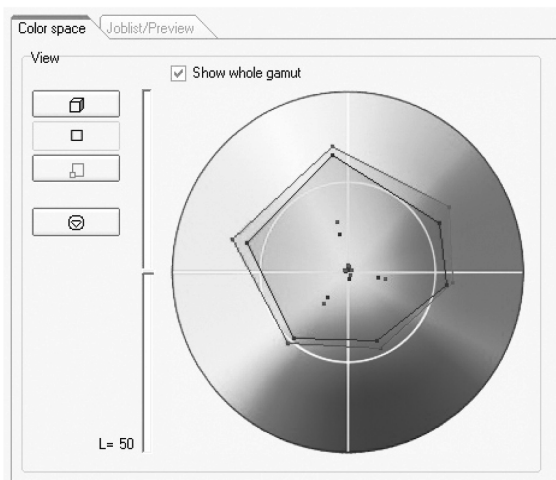 Color space
Joblist/Preview
View
Show whole gamut
L= 50